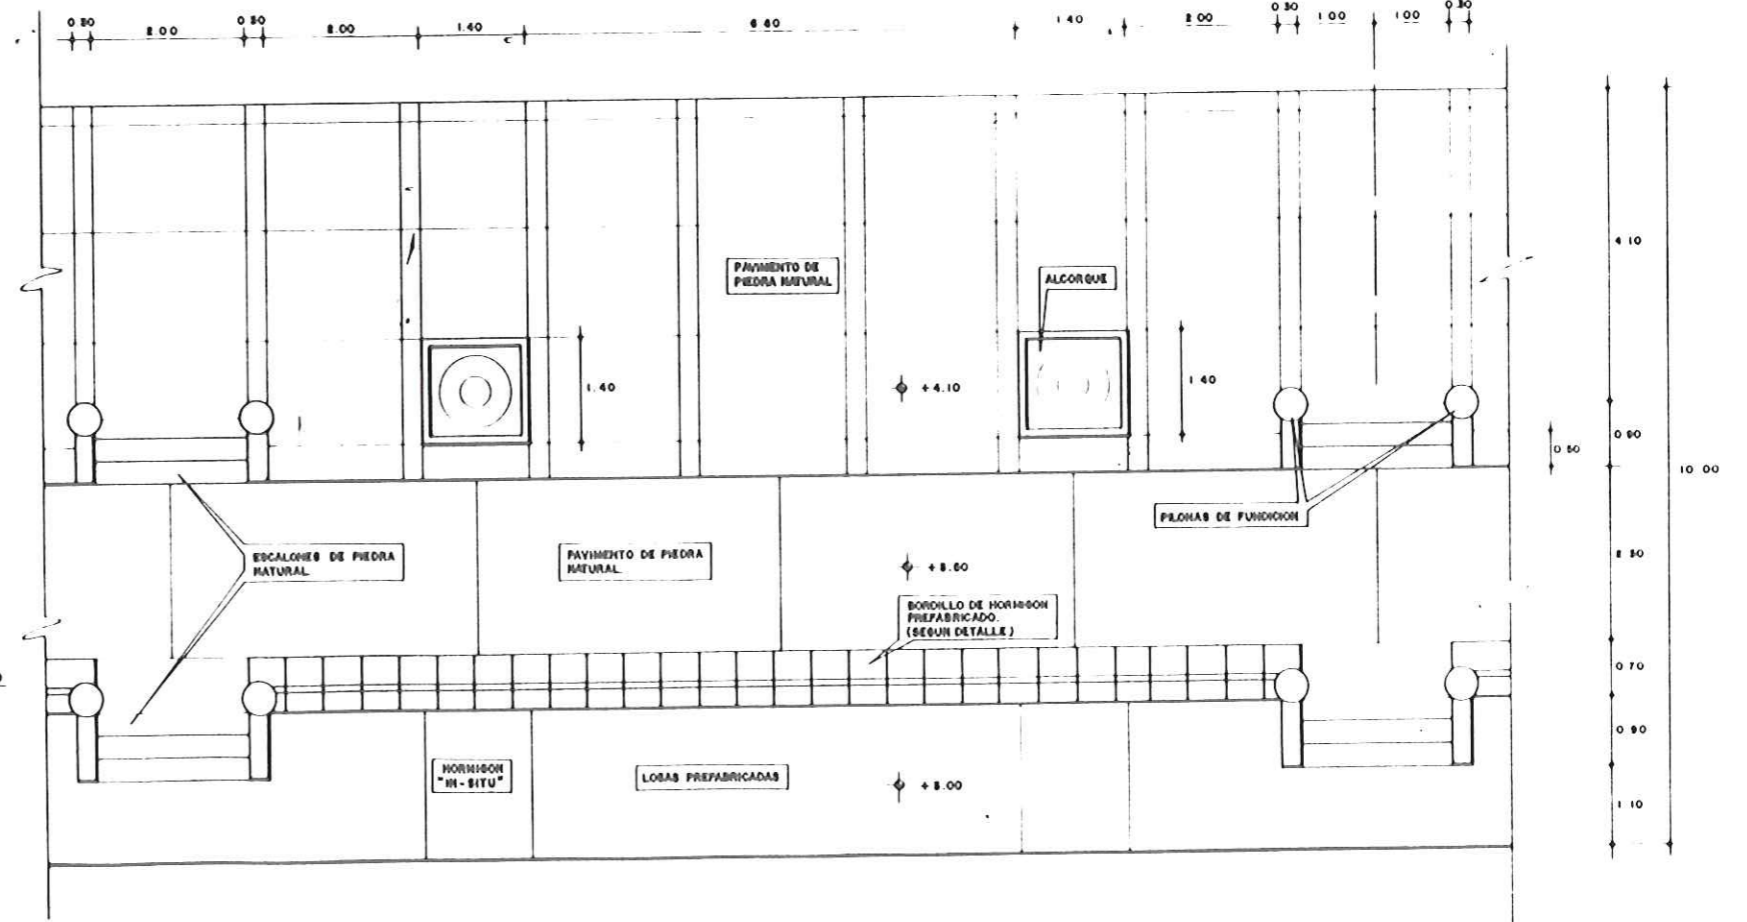 0 30
2 00
0 30
2.00
1.40
1 40
2 00
0 30
1 00
1 00
0 30
4 10
PAVIMENTO DE
PIEDRA NATURAL
ALCORQUE
1.40
+4.10
1 40
0 60
0 90
10 00
PILONAS DE FUNDICION
ESCALONES DE PIEDRA
NATURAL
PAVIMENTO DE PIEDRA
NATURAL
+3.60
2 30
BORDILLO DE HORMIGON
PREFABRICADO.
(SEGUN DETALLE)
0 70
0 90
HORMIGON
"IN-SITU"
LOSAS PREFABRICADAS
+3.00
1 10